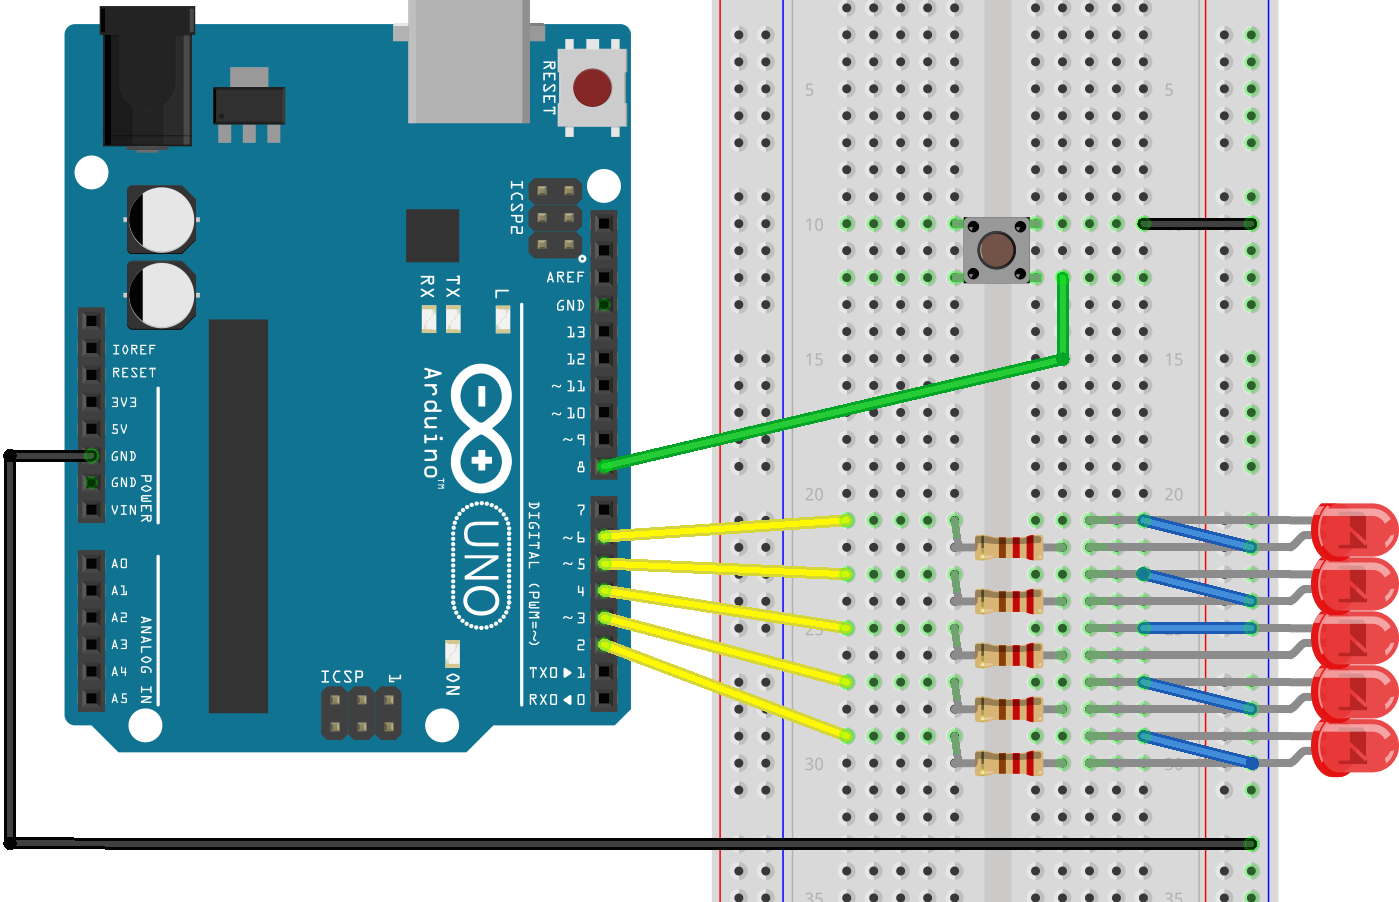 RESET
ICSP2
AREF
GND
13
12
~11
~10
~9
8
7
~6
~5
4
~3
2
TX0▶1
RX0◀0
DIGITAL (PWM=~)
RX
TX
L
Arduino™
UNO
IOREF
RESET
3V3
5V
GND
GND
VIN
POWER
A0
A1
A2
A3
A4
A5
ANALOG IN
ICSP
1
ON
5
5
10
15
15
20
20
25
30
30
35
35